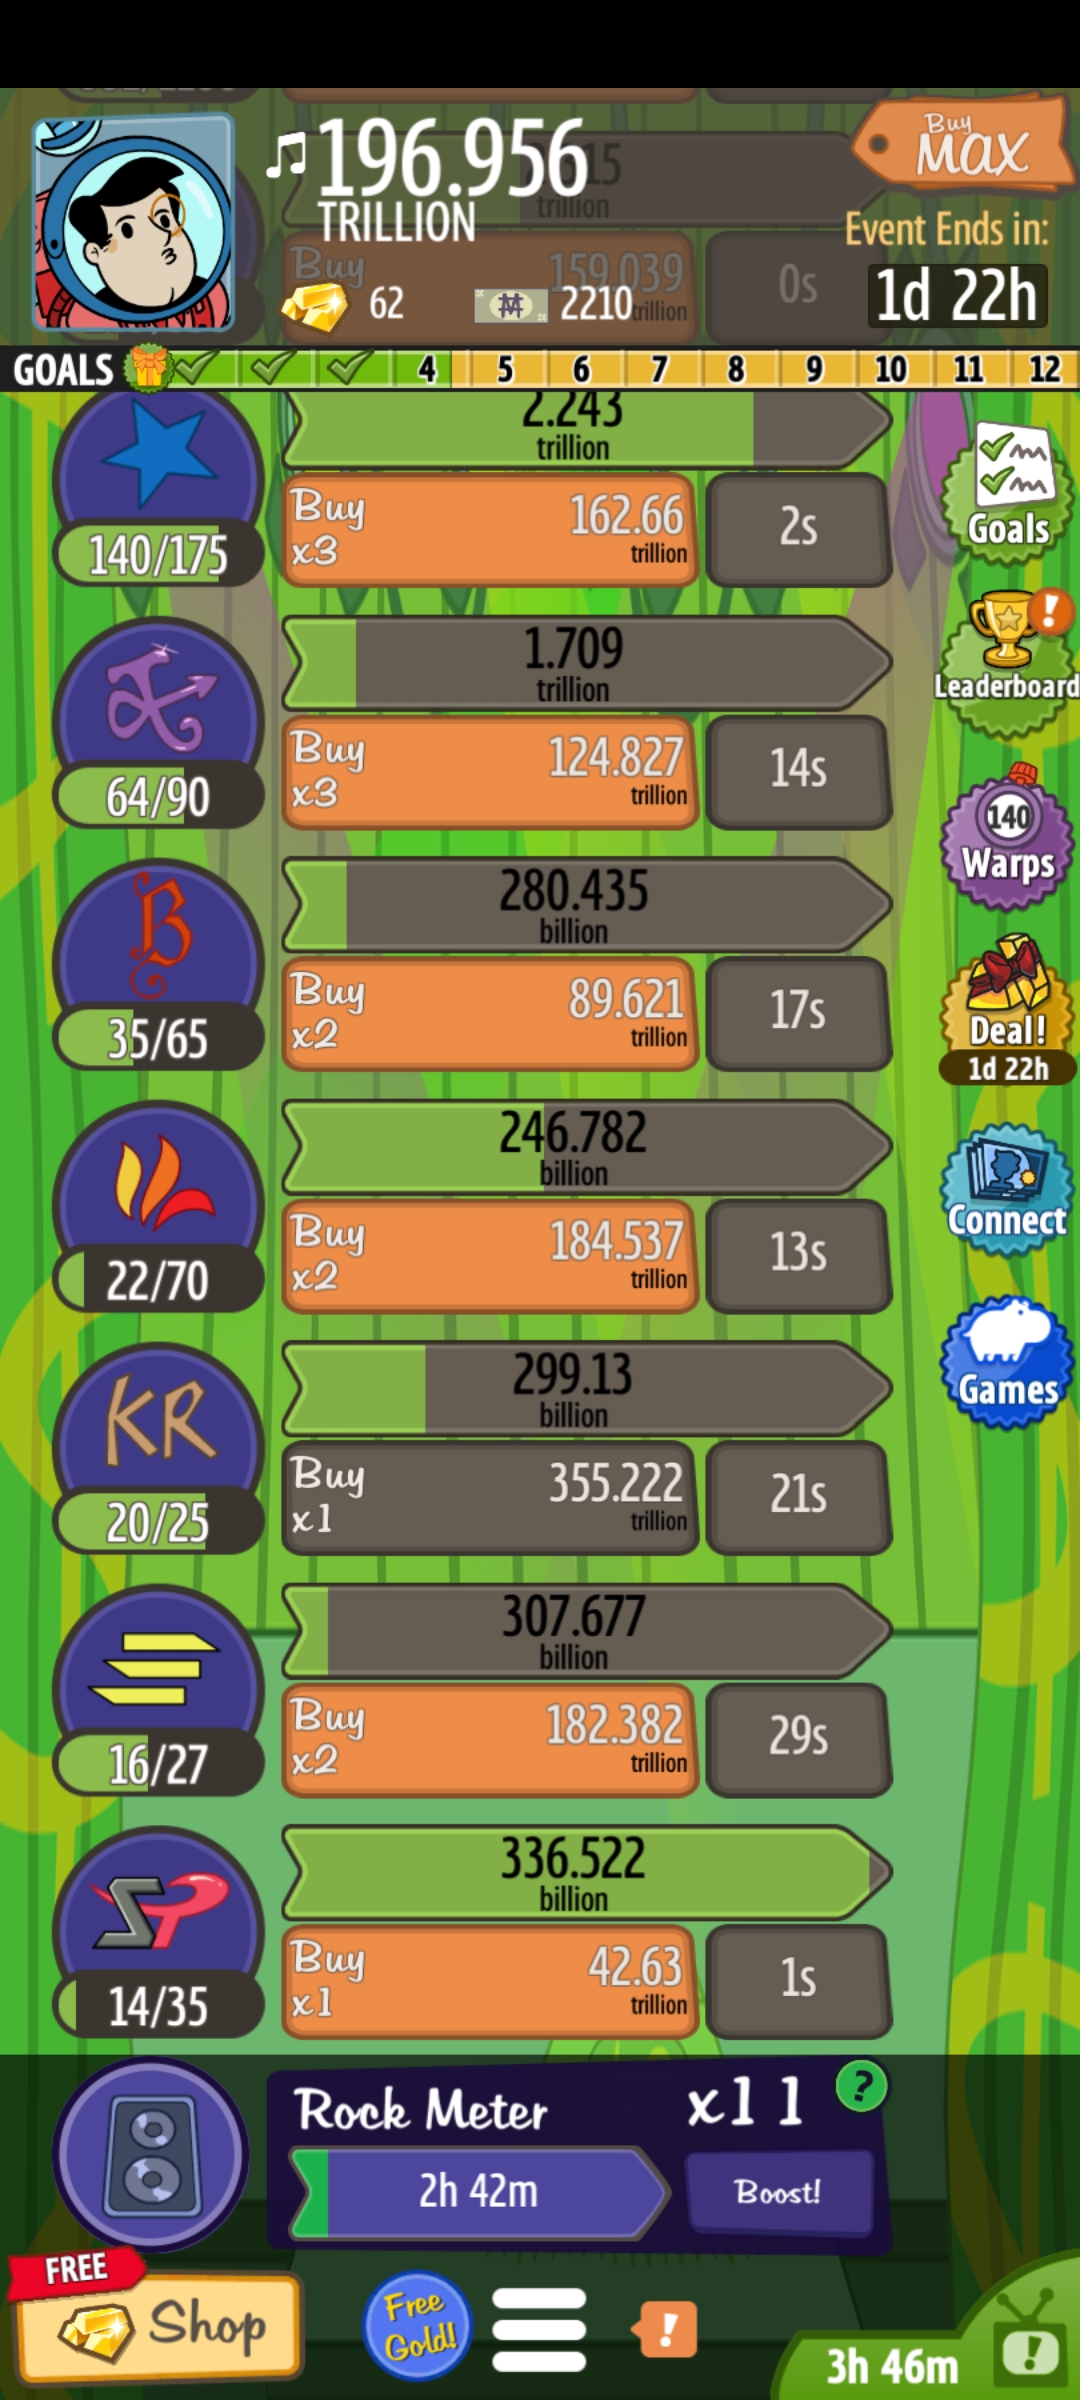 196.956
TRILLION
Buy
MAX
trillion
Event Ends in:
Buy
159.039
trillion
0s
62
2210
1d 22h
GOALS
4 5 6 7 8 9 10 11 12
2.243
trillion
Buy
x3
162.66
trillion
2s
140/175
Goals
1.709
trillion
Buy
x3
124.827
trillion
14s
64/90
!
Leaderboard
280.435
billion
B
Buy
x2
89.621
trillion
17s
35/65
140
Warps
Deal!
1d 22h
246.782
billion
Buy
x2
184.537
trillion
13s
22/70
Connect
299.13
billion
KR
Buy
x1
355.222
trillion
21s
20/25
Games
307.677
billion
Buy
x2
182.382
trillion
29s
16/27
336.522
billion
SP
Buy
x1
42.63
trillion
1s
14/35
Rock Meter
x11
?
2h 42m
Boost!
FREE
Shop
Free
Gold!
!
3h 46m
!